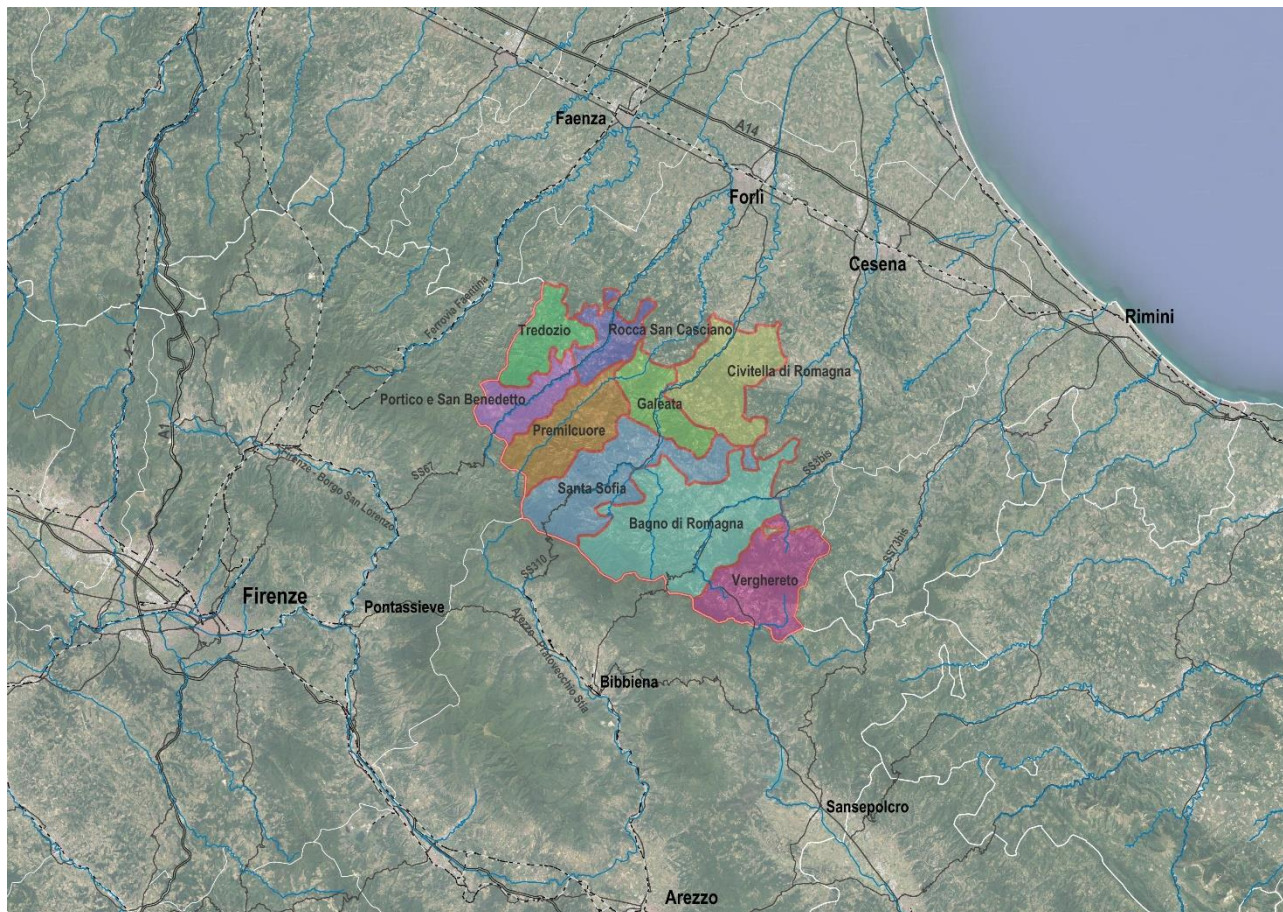 Faenza
A14
Forlì
Cesena
Rimini
Ferrovia Faentina
Tredozio
Rocca San Casciano
Civitella di Romagna
Portico e San Benedetto
Galeata
Premilcuore
A1
Firenze - Borgo San Lorenzo
SS67
SS3bis
Santa Sofia
Bagno di Romagna
SS73bis
SS310
Verghereto
Firenze
Pontassieve
Arezzo - Pratovecchio Stia
Bibbiena
Sansepolcro
Arezzo